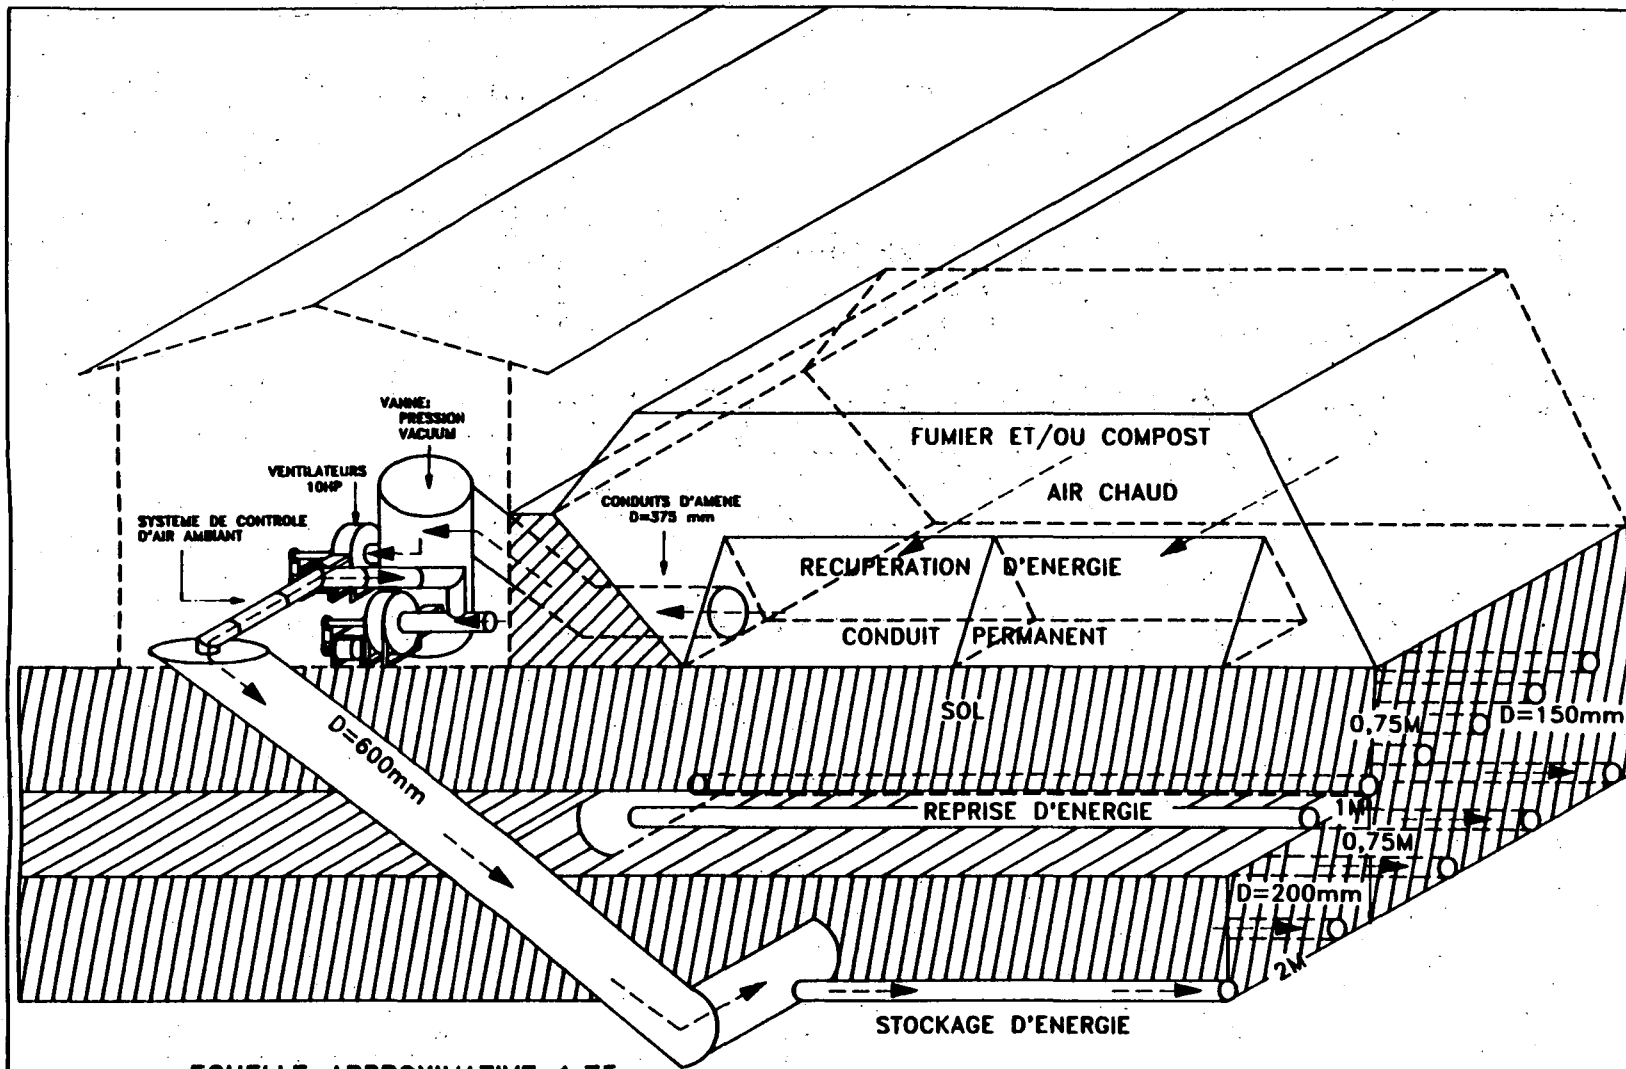 VANNE:
PRESSION
VACUUM
VENTILATEURS
10HP
SYSTEME DE CONTROLE
D'AIR AMBIANT
CONDUITS D'AMENE
D=375 mm
FUMIER ET/OU COMPOST
AIR CHAUD
RECUPERATION D'ENERGIE
CONDUIT PERMANENT
SOL
0,75M
D=150mm
D=600mm
REPRISE D'ENERGIE
1M
0,75M
D=200mm
2M
STOCKAGE D'ENERGIE
ECHELLE APPROXIMATIVE